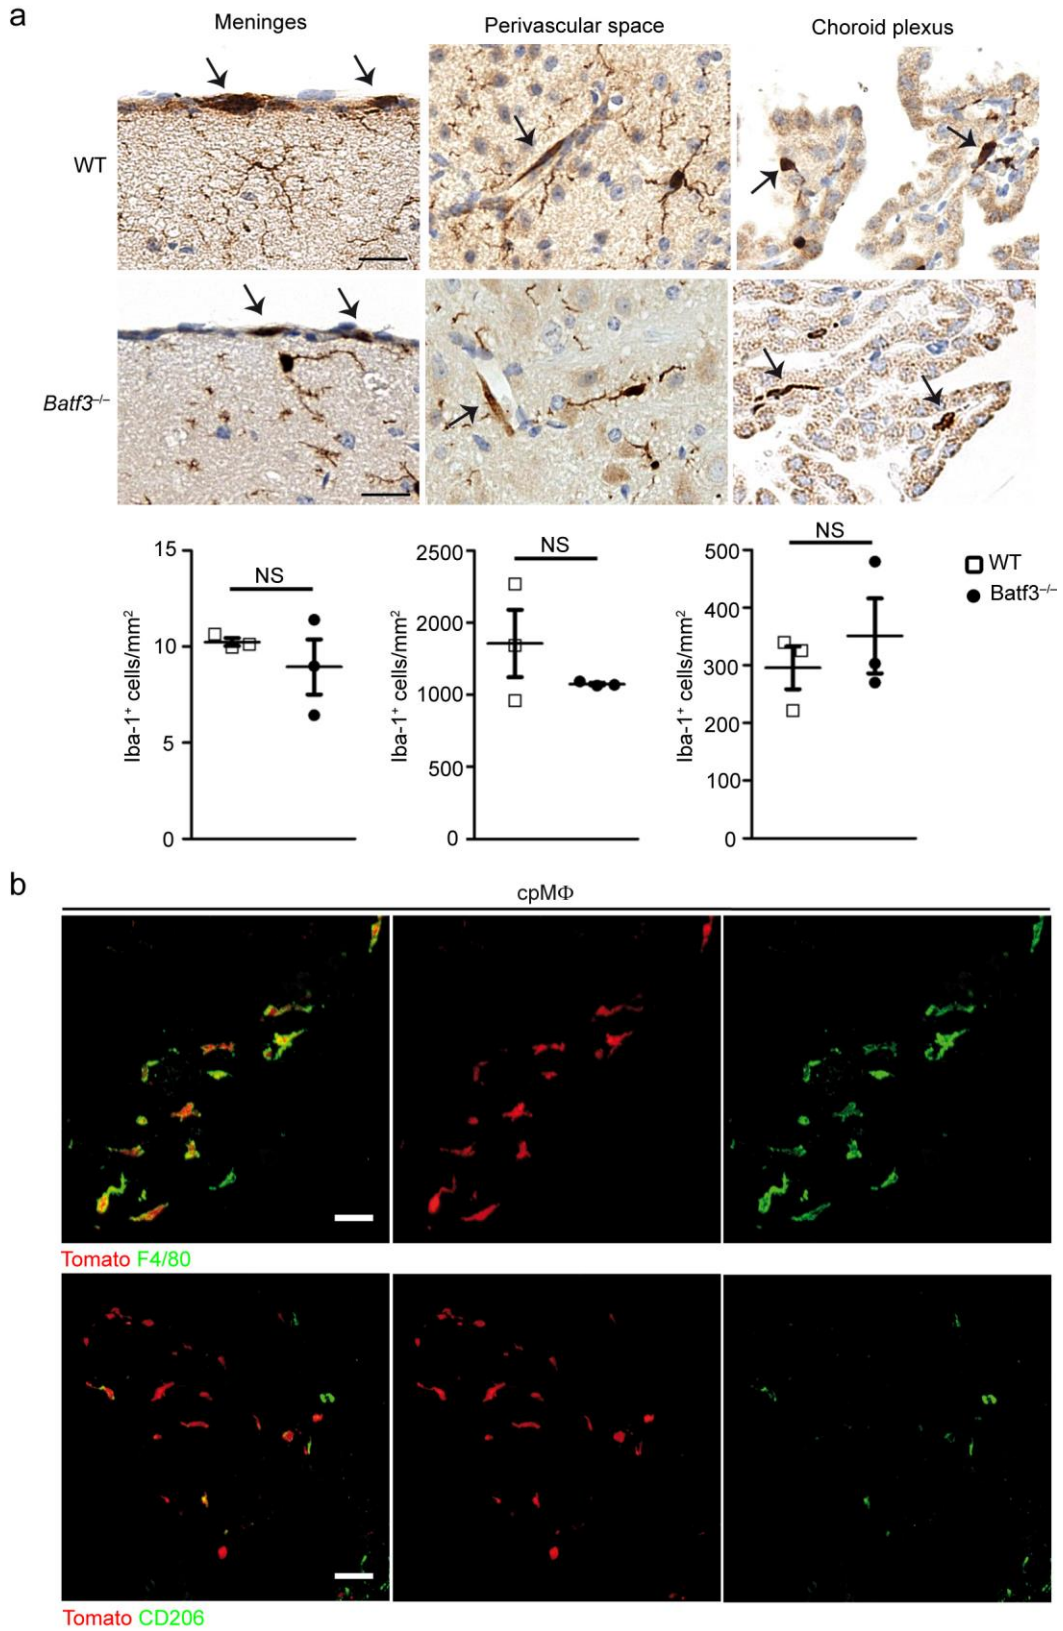 a
Meninges
Perivascular space
Choroid plexus
WT
Batf3⁻/⁻
NS
NS
NS
Iba-1⁺ cells/mm²
15
10
5
0
Iba-1⁺ cells/mm²
2500
2000
1000
500
0
Iba-1⁺ cells/mm²
500
400
300
200
100
0
WT
Batf3⁻/⁻
b
cpMΦ
Tomato F4/80
Tomato CD206